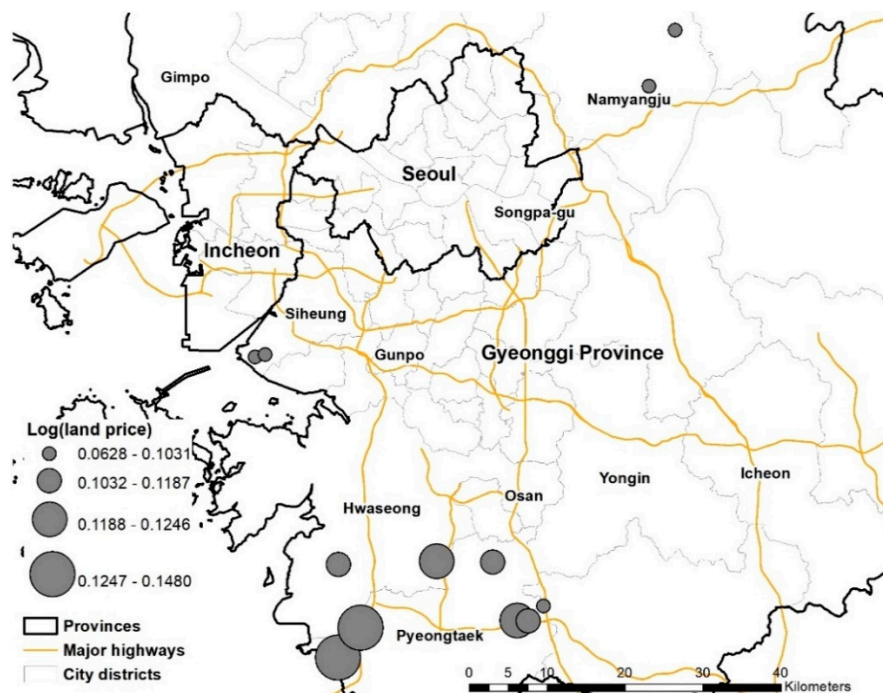 Gimpo
Namyangju
Seoul
Songpa-gu
Incheon
Siheung
Gunpo
Gyeonggi Province
Log(land price)
0.0628 - 0.1031
0.1032 - 0.1187
0.1188 - 0.1246
0.1247 - 0.1480
Yongin
Icheon
Osan
Hwaseong
Pyeongtaek
Provinces
Major highways
City districts
0 5 10 20 30 40
Kilometers